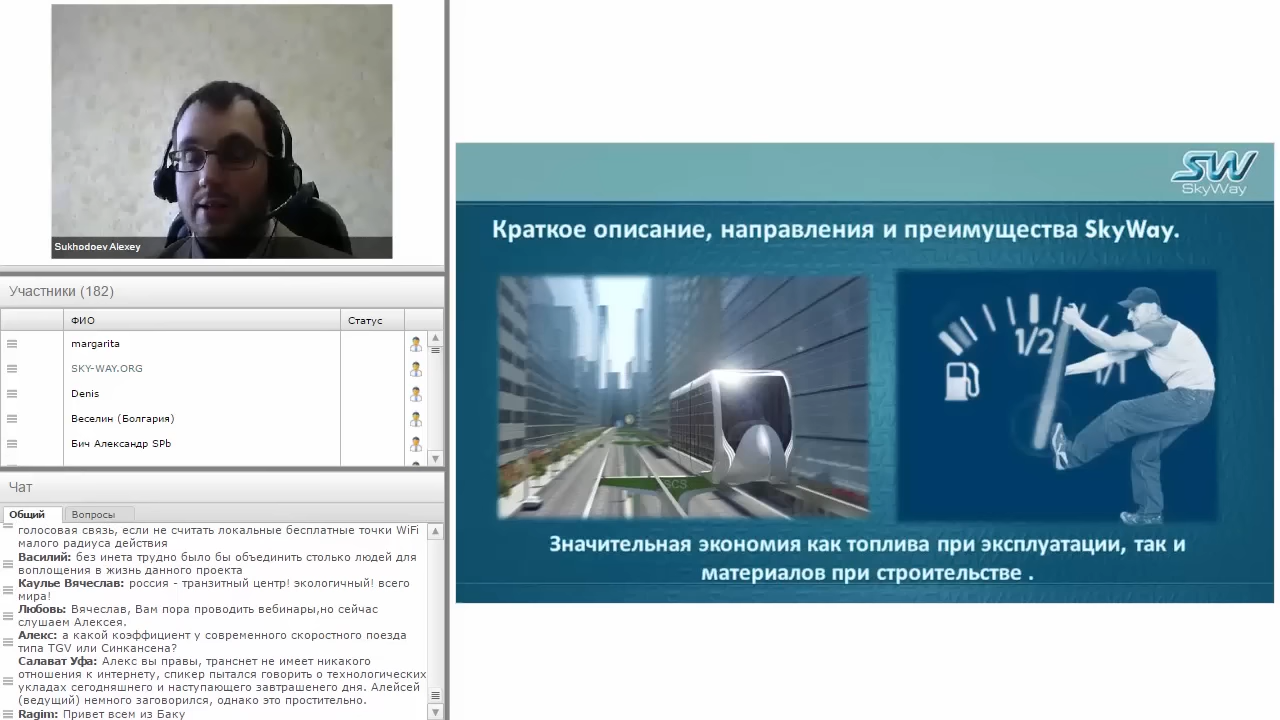 Sukhodoev Alexey
Участники (182)
ФИО
Статус
margarita
SKY-WAY.ORG
Denis
Веселин (Болгария)
Бич Александр SPb
Чат
Общий
Вопросы
голосовая связь, если не считать локальные бесплатные точки WiFi
малого радиуса действия
Василий: без инета трудно было бы объединить столько людей для
воплощения в жизнь данного проекта
Каулье Вячеслав: россия - транзитный центр! экологичный! всего
мира!
Любовь: Вячеслав, Вам пора проводить вебинары,но сейчас
слушаем Алексея.
Алекс: а какой коэффициент у современного скоростного поезда
типа TGV или Синкансена?
Салават Уфа: Алекс вы правы, транснет не имеет никакого
отношения к интернету, спикер пытался говорить о технологических
укладах сегодняшнего и наступающего завтрашенего дня. Алейсей
(ведущий) немного заговорился, однако это простительно.
Ragim: Привет всем из Баку
SW
SkyWay
Краткое описание, направления и преимущества SkyWay.
SCS
1/2
1/1
Значительная экономия как топлива при эксплуатации, так и
материалов при строительстве .